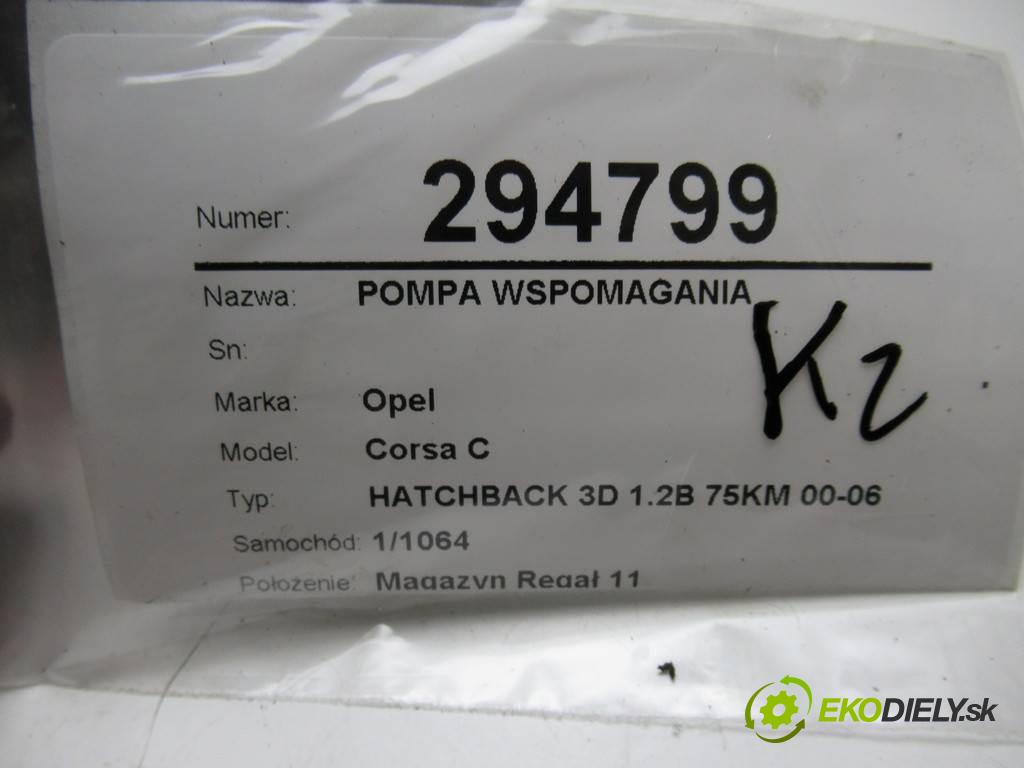 Numer: 294799
Nazwa: POMPA WSPOMAGANIA
Sn:
K2
Marka: Opel
Model: Corsa C
Typ: HATCHBACK 3D 1.2B 75KM 00-06
Samochód: 1/1064
Położenie: Magazyn Regał 11
EKODIELY.sk